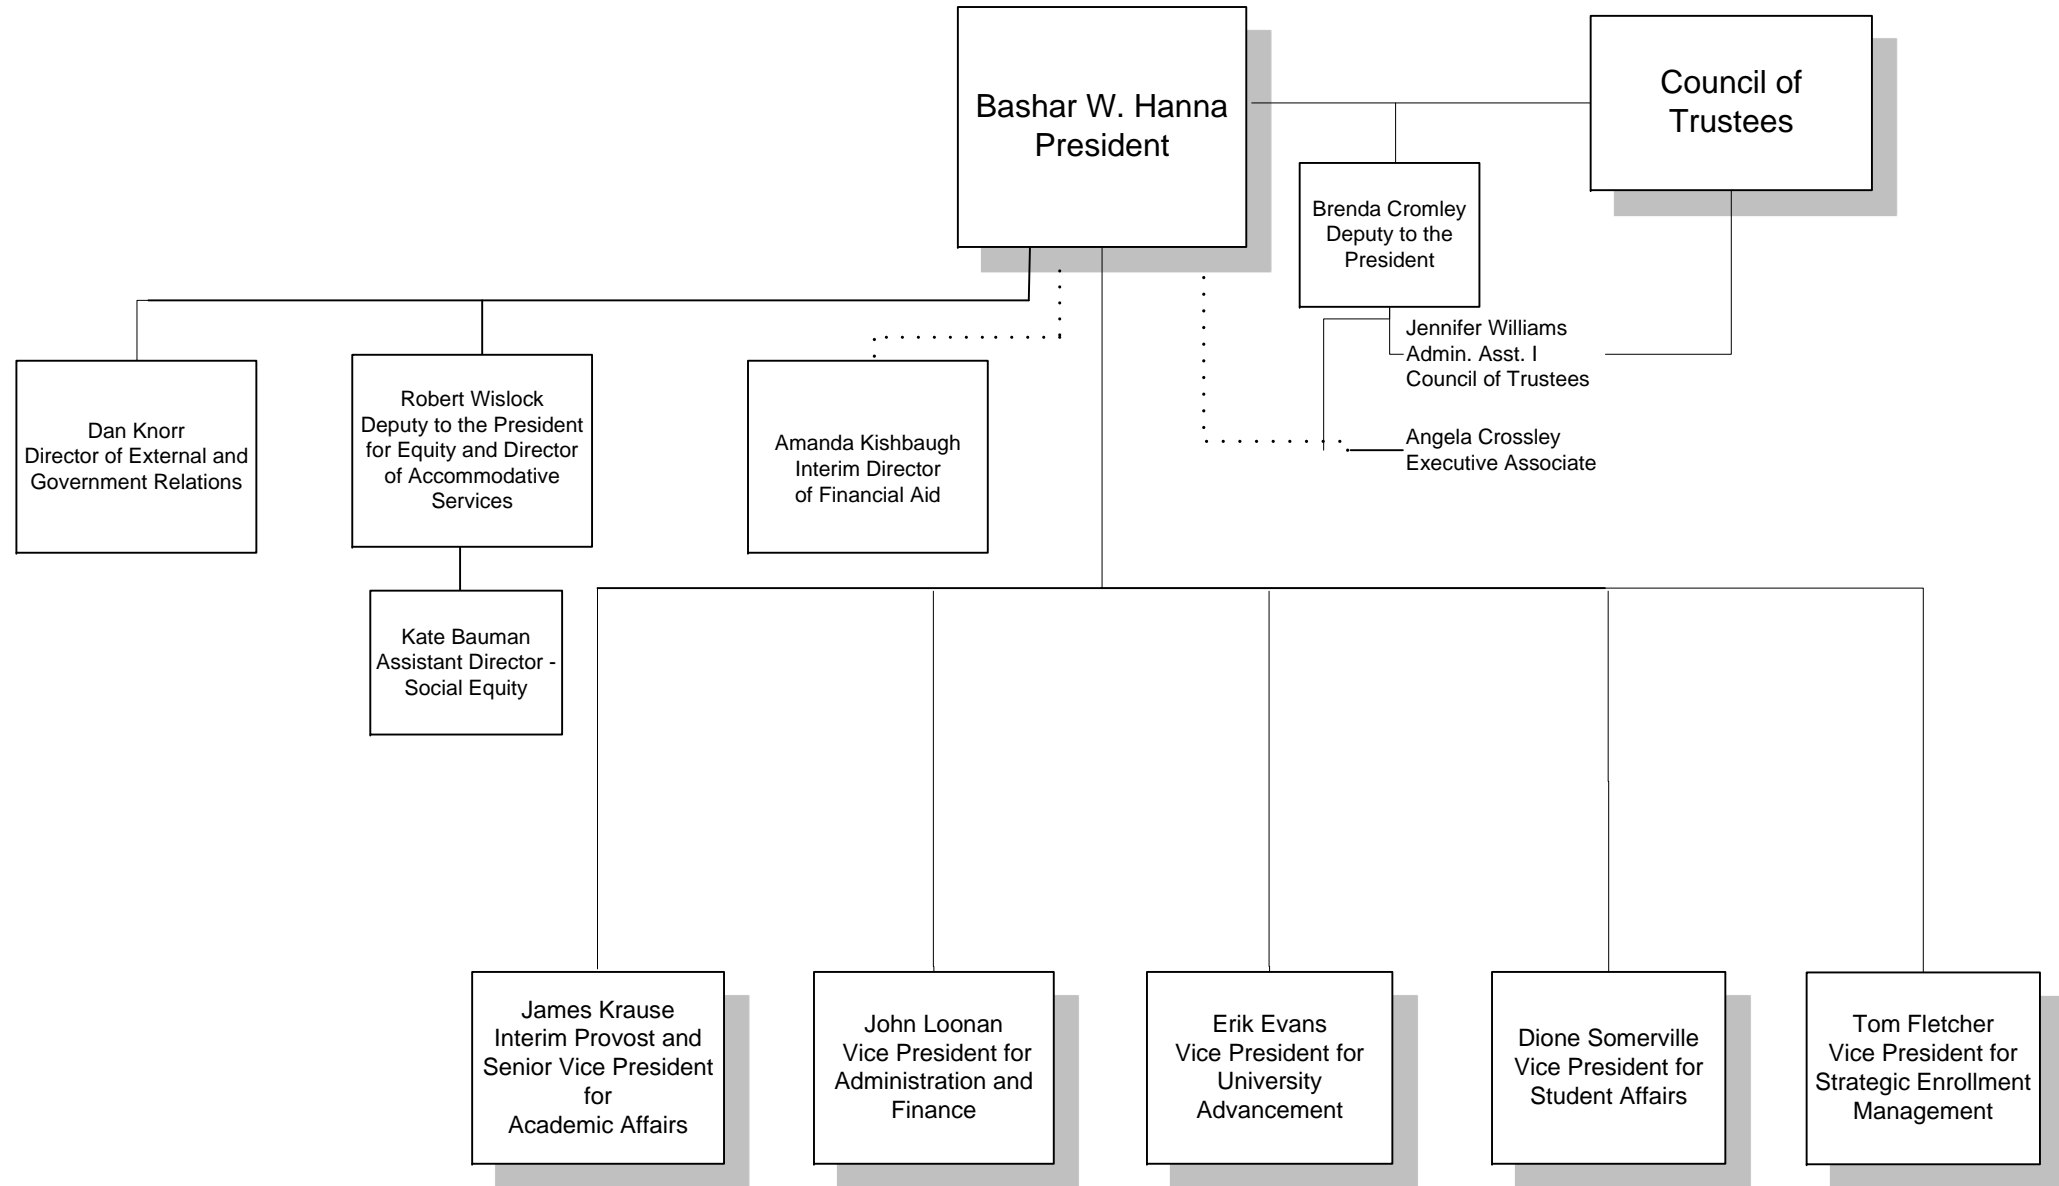 Bashar W. Hanna
President
Council of
Trustees
Brenda Cromley
Deputy to the
President
Jennifer Williams
Admin. Asst. I
Council of Trustees
Angela Crossley
Executive Associate
Dan Knorr
Director of External and
Government Relations
Robert Wislock
Deputy to the President
for Equity and Director
of Accommodative
Services
Amanda Kishbaugh
Interim Director
of Financial Aid
Kate Bauman
Assistant Director -
Social Equity
James Krause
Interim Provost and
Senior Vice President
for
Academic Affairs
John Loonan
Vice President for
Administration and
Finance
Erik Evans
Vice President for
University
Advancement
Dione Somerville
Vice President for
Student Affairs
Tom Fletcher
Vice President for
Strategic Enrollment
Management